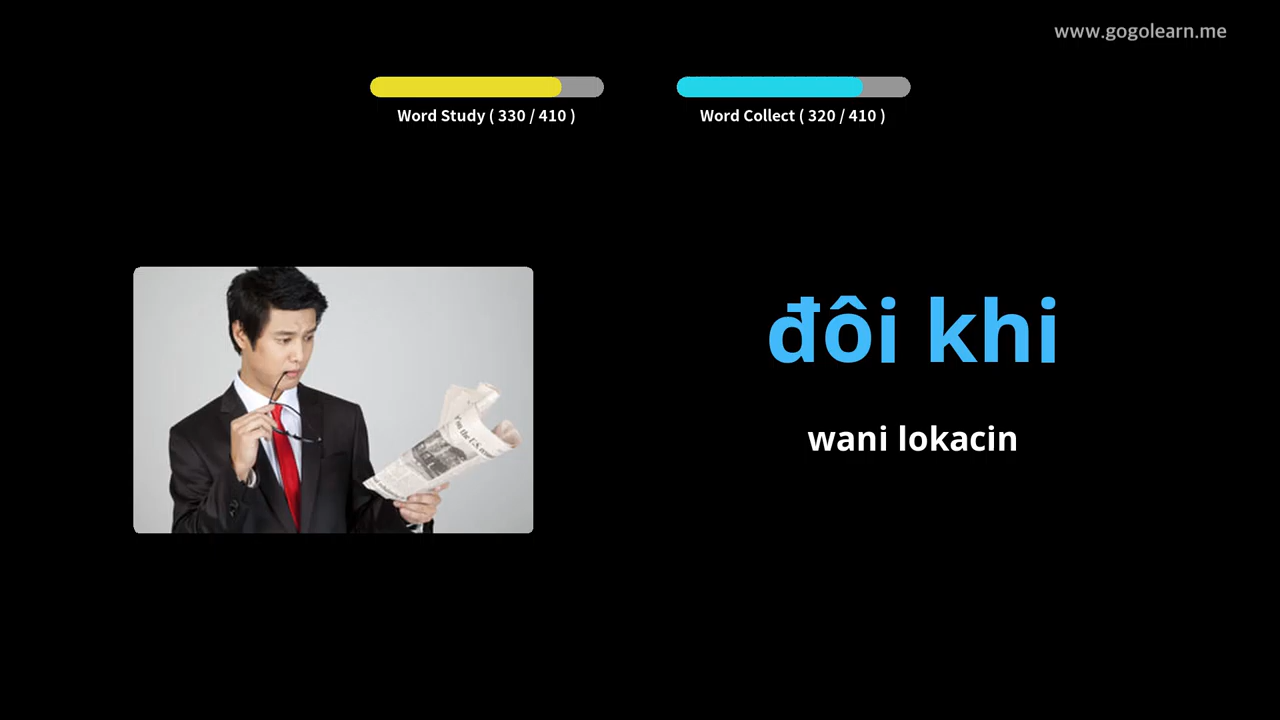 www.gogolearn.me
Word Study ( 330 / 410 )
Word Collect ( 320 / 410 )
đôi khi
wani lokacin